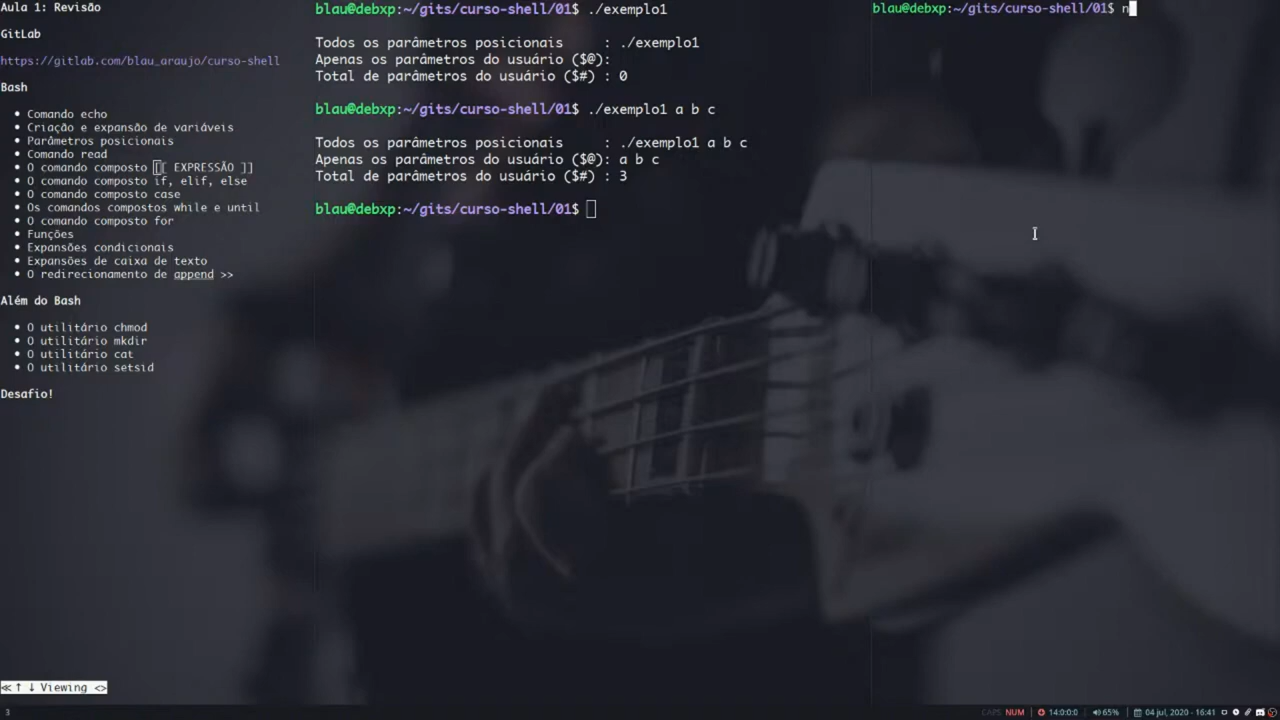 Aula 1: Revisão
GitLab
https://gitlab.com/blau_araujo/curso-shell
Bash
• Comando echo
• Criação e expansão de variáveis
• Parâmetros posicionais
• Comando read
• O comando composto [[ EXPRESSÃO ]]
• O comando composto if, elif, else
• O comando composto case
• Os comandos compostos while e until
• O comando composto for
• Funções
• Expansões condicionais
• Expansões de caixa de texto
• O redirecionamento de append >>
Além do Bash
• O utilitário chmod
• O utilitário mkdir
• O utilitário cat
• O utilitário setsid
Desafio!
≪↑ ↓ Viewing <>
blau@debxp:~/gits/curso-shell/01$ ./exemplo1
Todos os parâmetros posicionais     : ./exemplo1
Apenas os parâmetros do usuário ($@):
Total de parâmetros do usuário ($#) : 0
blau@debxp:~/gits/curso-shell/01$ ./exemplo1 a b c
Todos os parâmetros posicionais     : ./exemplo1 a b c
Apenas os parâmetros do usuário ($@): a b c
Total de parâmetros do usuário ($#) : 3
blau@debxp:~/gits/curso-shell/01$
blau@debxp:~/gits/curso-shell/01$ n
3
CAPS NUM 14:0:0:0 65% 04 jul, 2020 - 16:41